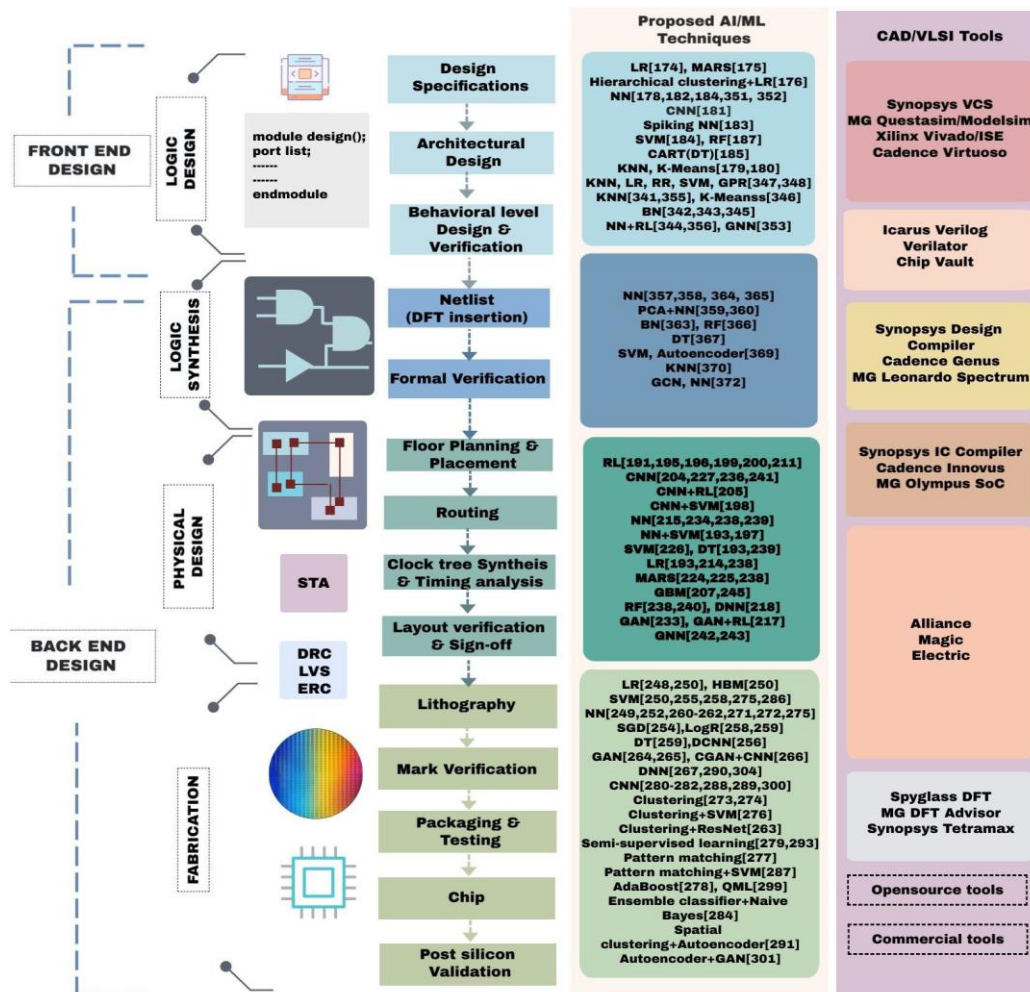 FRONT END
DESIGN
BACK END
DESIGN
LOGIC
DESIGN
LOGIC
SYNTHESIS
PHYSICAL
DESIGN
FABRICATION
module design();
port list;
------
------
endmodule
STA
DRC
LVS
ERC
Design
Specifications
Architectural
Design
Behavioral level
Design &
Verification
Netlist
(DFT insertion)
Formal Verification
Floor Planning &
Placement
Routing
Clock tree Syntheis
& Timing analysis
Layout verification
& Sign-off
Lithography
Mark Verification
Packaging &
Testing
Chip
Post silicon
Validation
Proposed AI/ML
Techniques
LR[174], MARS[175]
Hierarchical clustering+LR[176]
NN[178,182,184,351, 352]
CNN[181]
Spiking NN[183]
SVM[184], RF[187]
CART(DT)[185]
KNN, K-Means[179,180]
KNN, LR, RR, SVM, GPR[347,348]
KNN[341,355], K-Meanss[346]
BN[342,343,345]
NN+RL[344,356], GNN[353]
NN[357,358, 364, 365]
PCA+NN[359,360]
BN[363], RF[366]
DT[367]
SVM, Autoencoder[369]
KNN[370]
GCN, NN[372]
RL[191,195,196,199,200,211]
CNN[204,227,236,241]
CNN+RL[205]
CNN+SVM[198]
NN[215,234,238,239]
NN+SVM[193,197]
SVM[226], DT[193,239]
LR[193,214,238]
MARS[224,225,238]
GBM[207,245]
RF[238,240], DNN[218]
GAN[233], GAN+RL[217]
GNN[242,243]
LR[248,250], HBM[250]
SVM[250,255,258,275,286]
NN[249,252,260-262,271,272,275]
SGD[254],LogR[258,259]
DT[259],DCNN[256]
GAN[264,265], CGAN+CNN[266]
DNN[267,290,304]
CNN[280-282,288,289,300]
Clustering[273,274]
Clustering+SVM[276]
Clustering+ResNet[263]
Semi-supervised learning[279,293]
Pattern matching[277]
Pattern matching+SVM[287]
AdaBoost[278], QML[299]
Ensemble classifier+Naive
Bayes[284]
Spatial
clustering+Autoencoder[291]
Autoencoder+GAN[301]
CAD/VLSI Tools
Synopsys VCS
MG Questasim/Modelsim
Xilinx Vivado/ISE
Cadence Virtuoso
Icarus Verilog
Verilator
Chip Vault
Synopsys Design
Compiler
Cadence Genus
MG Leonardo Spectrum
Synopsys IC Compiler
Cadence Innovus
MG Olympus SoC
Alliance
Magic
Electric
Spyglass DFT
MG DFT Advisor
Synopsys Tetramax
Opensource tools
Commercial tools